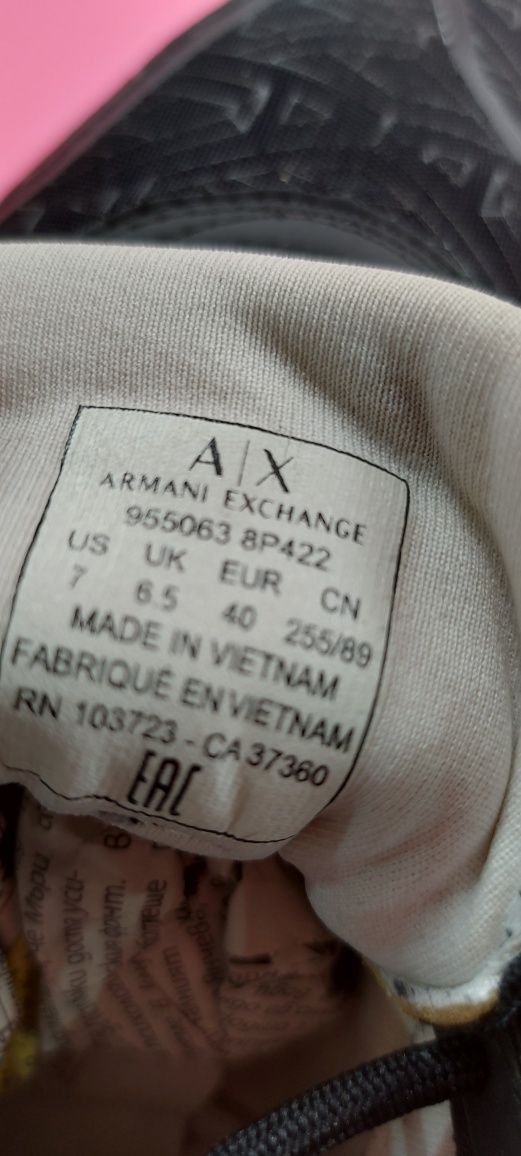 A|X
ARMANI EXCHANGE
955063 8P422
US UK EUR CN
7 6.5 40 255/89
MADE IN VIETNAM
FABRIQUÉ EN VIETNAM
RN 103723 - CA 37360
EAC